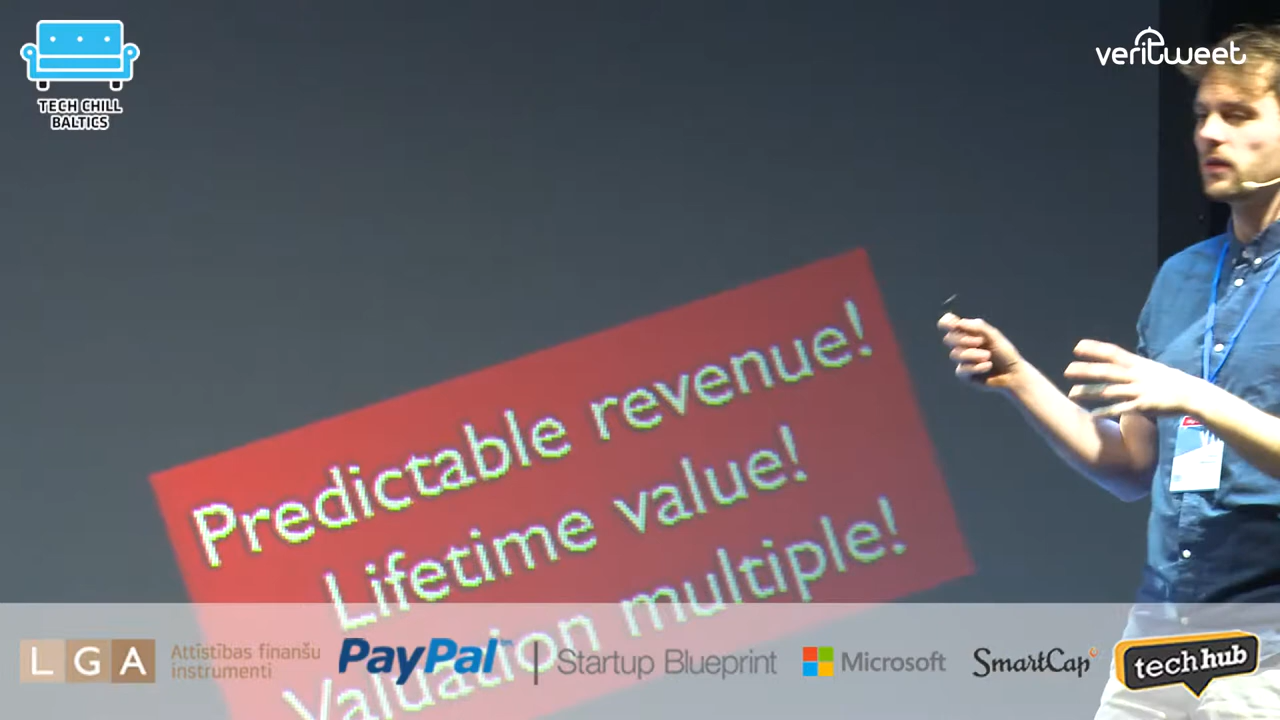 TECH CHILL
BALTICS
veritweet
Predictable revenue!
Lifetime value!
Valuation multiple!
LGA Attīstības finanšu
instrumenti
PayPal™ | Startup Blueprint
Microsoft
SmartCap
techhub